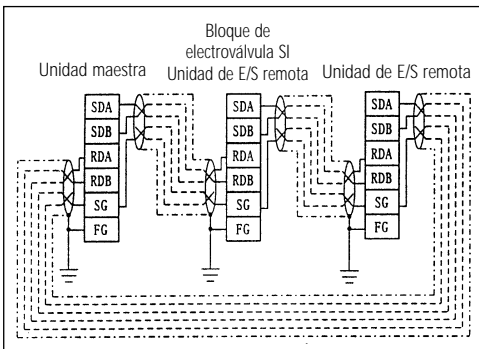 Bloque de
electroválvula SI
Unidad maestra
Unidad de E/S remota
Unidad de E/S remota
SDA
SDB
RDA
RDB
SG
FG
SDA
SDB
RDA
RDB
SG
FG
SDA
SDB
RDA
RDB
SG
FG